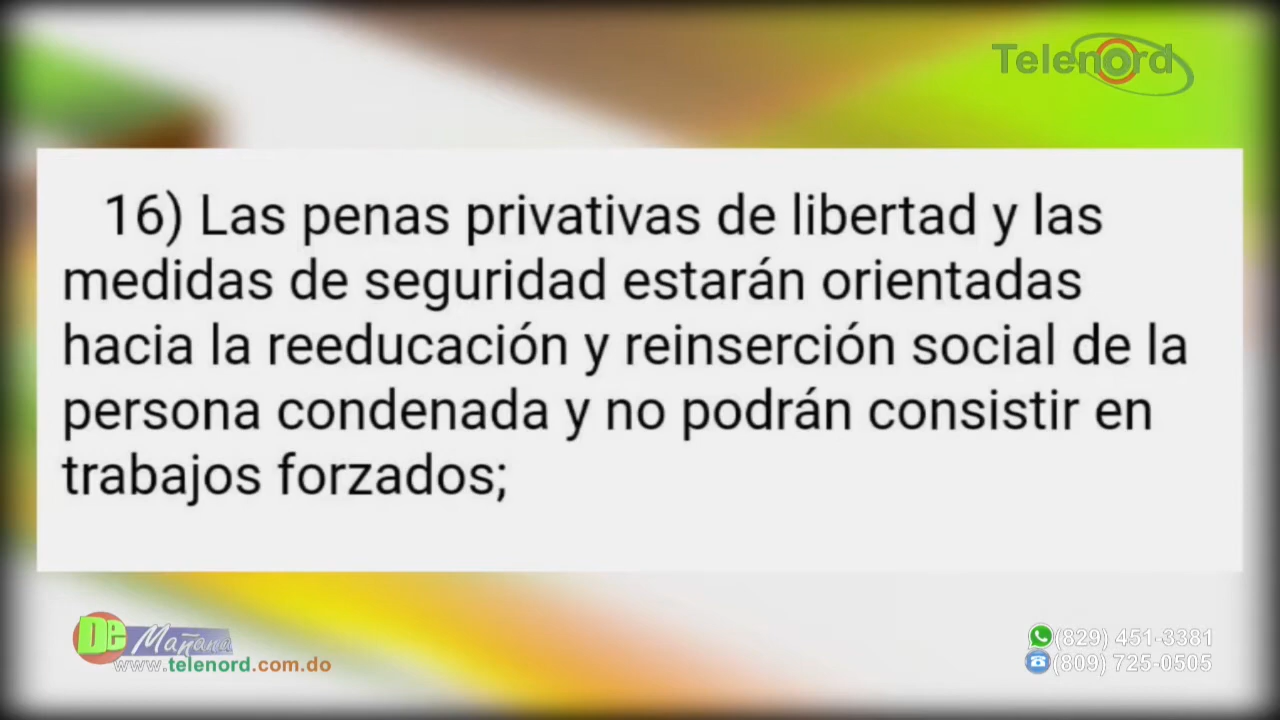 Telenord
16) Las penas privativas de libertad y las
medidas de seguridad estarán orientadas
hacia la reeducación y reinserción social de la
persona condenada y no podrán consistir en
trabajos forzados;
De Mañana
www.telenord.com.do
(829) 451-3381
(809) 725-0505